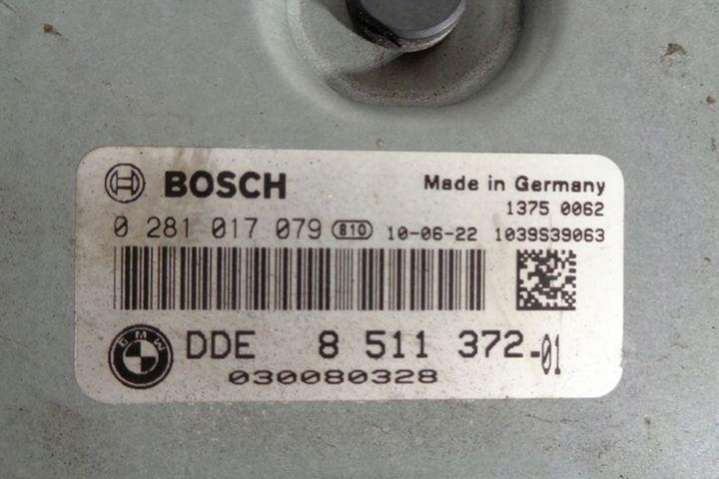 BOSCH
Made in Germany
1375 0062
0 281 017 079 810 10-06-22 1039S39063
BMW
DDE 8 511 372-01
030080328